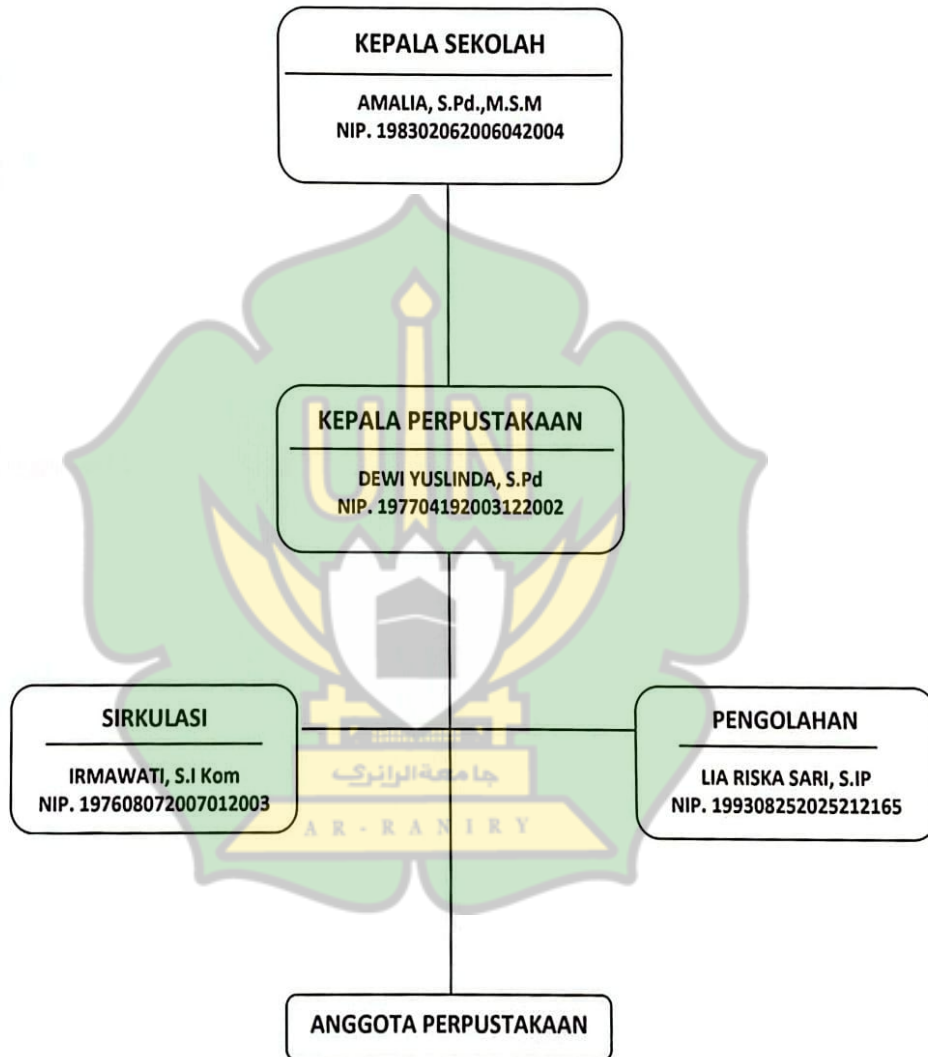 KEPALA SEKOLAH
AMALIA, S.Pd.,M.S.M
NIP. 198302062006042004
UIN
KEPALA PERPUSTAKAAN
DEWI YUSLINDA, S.Pd
NIP. 197704192003122002
SIRKULASI
IRMAWATI, S.I Kom
NIP. 197608072007012003
PENGOLAHAN
LIA RISKA SARI, S.IP
NIP. 199308252025212165
جامعة الرانري
AR-RANIRY
ANGGOTA PERPUSTAKAAN